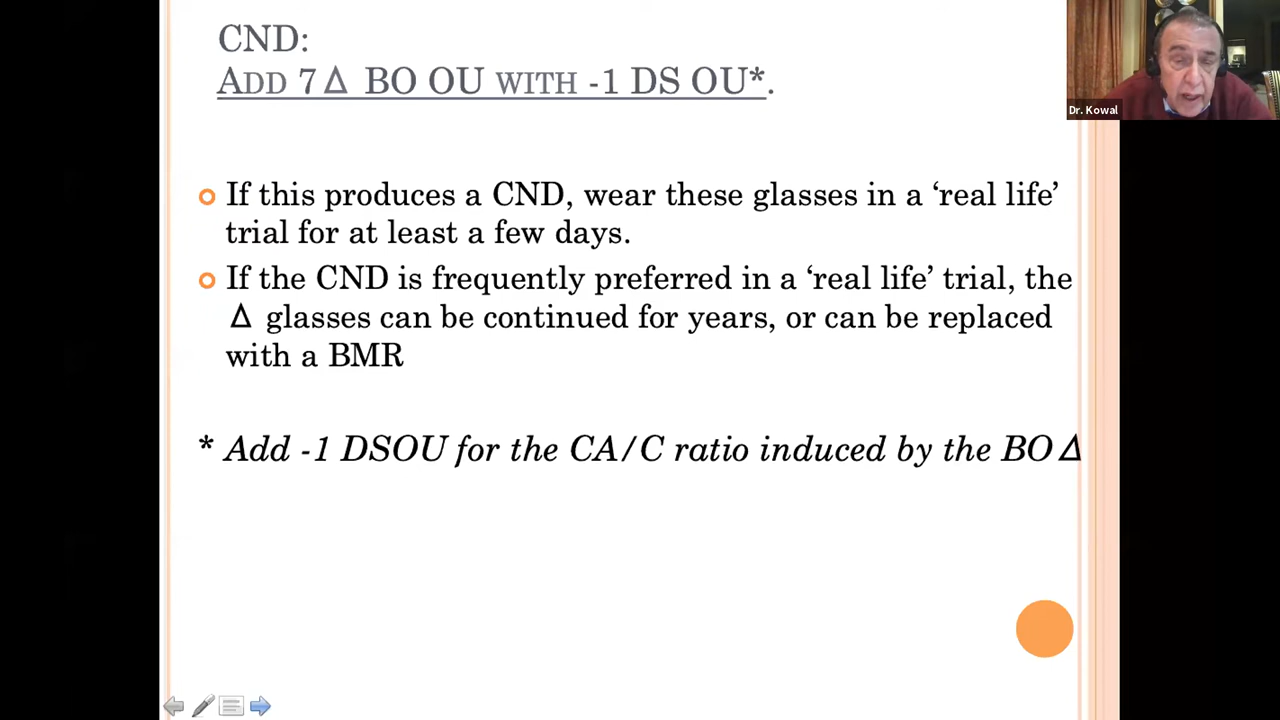 CND:
ADD 7Δ BO OU WITH -1 DS OU*.
Dr. Kowal
If this produces a CND, wear these glasses in a ‘real life’
trial for at least a few days.
If the CND is frequently preferred in a ‘real life’ trial, the
Δ glasses can be continued for years, or can be replaced
with a BMR
* Add -1 DSOU for the CA/C ratio induced by the BOΔ